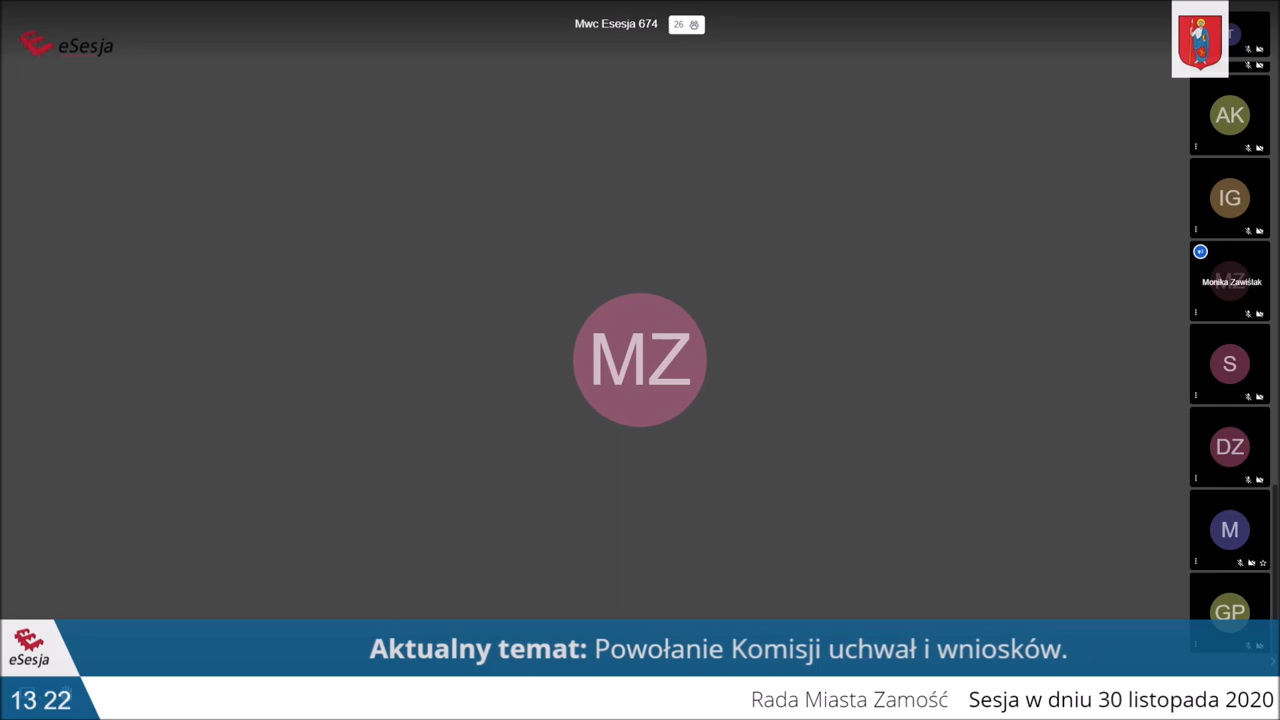 Mwc Esesja 674 26
eSesja
T
AK
IG
MZ
Monika Zawiślak
MZ
S
DZ
M
GP
eSesja
Aktualny temat: Powołanie Komisji uchwał i wniosków.
13 22
Rada Miasta Zamość Sesja w dniu 30 listopada 2020